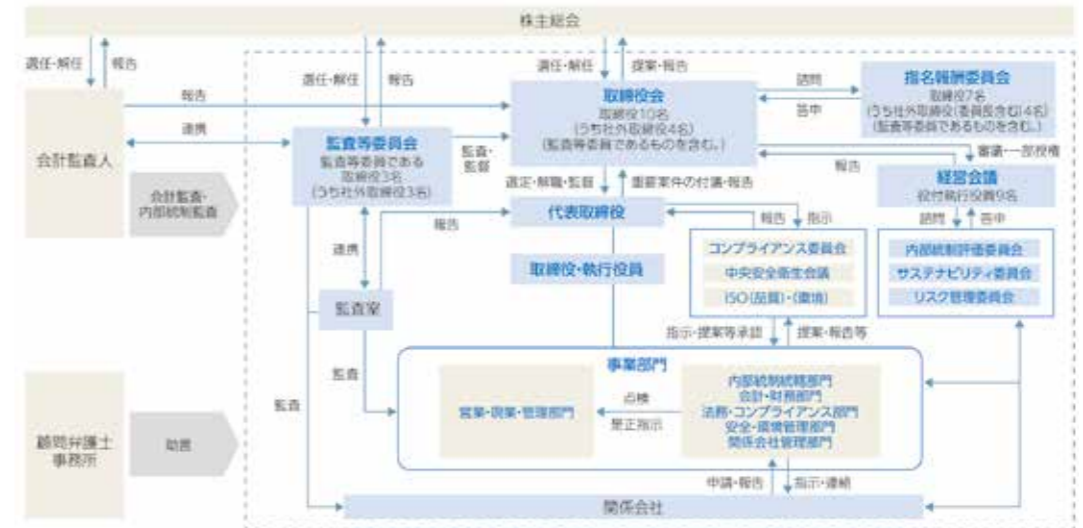 株主総会
選任・解任
報告
選任・解任
報告
選任・解任
提案・報告
会計監査人
報告
連携
監査等委員会
監査等委員である
取締役3名
(うち社外取締役3名)
監査・
監督
取締役会
取締役10名
(うち社外取締役4名)
(監査等委員であるものを含む。)
諮問
答申
指名報酬委員会
取締役7名
(うち社外取締役(委員長含む)4名)
(監査等委員であるものを含む。)
審議・一部授権
報告
経営会議
役付執行役員9名
諮問
答申
会計監査・
内部統制監査
選定・解職・監督
重要案件の付議・報告
代表取締役
報告
報告
指示
連携
取締役・執行役員
コンプライアンス委員会
中央安全衛生会議
ISO(品質)・(環境)
内部統制評価委員会
サステナビリティ委員会
リスク管理委員会
監査室
指示・提案等承認
提案・報告等
監査
監査
事業部門
営業・現業・管理部門
点検
是正指示
内部統制統轄部門
会計・財務部門
法務・コンプライアンス部門
安全・環境管理部門
関係会社管理部門
顧問弁護士
事務所
助言
申請・報告
指示・連絡
関係会社